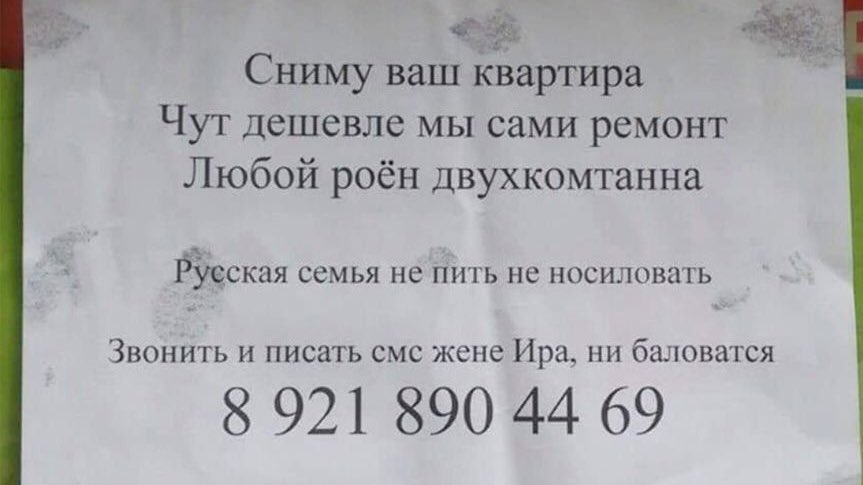 Сниму ваш квартира
Чут дешевле мы сами ремонт
Любой роён двухкомтанна
Русская семья не пить не носиловать
Звонить и писать смс жене Ира, ни баловатся
8 921 890 44 69